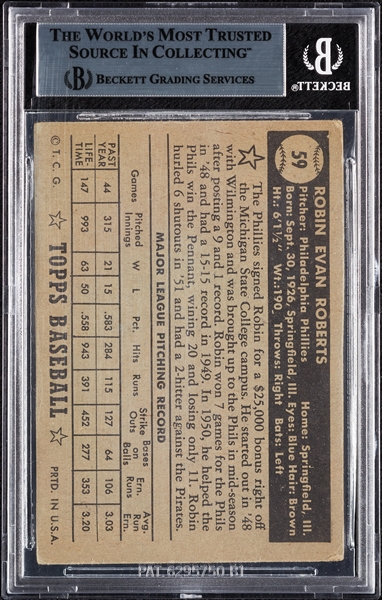 THE WORLD'S MOST TRUSTED
SOURCE IN COLLECTING™
BECKETT GRADING SERVICES
BECKETT
59
ROBIN EVAN ROBERTS
Pitcher: Philadelphia Phillies Home: Springfield, Ill.
Born: Sept. 30, 1926, Springfield, Ill. Eyes: Blue Hair: Brown
Ht.: 6'1½" Wt.: 190, Throws: Right Bats: Left
The Phillies signed Robin for a $25,000 bonus right off
the Michigan State College campus. He started out in '48
with Wilmington and was brought up to the Phils in mid-season
after posting a 9 and 1 record. Robin won 7 games for the Phils
in '48 and had a 15-15 record in 1949. In 1950, he helped the
Phils win the Pennant, wining 20 and losing only 11. Robin
hurled 6 shutouts in '51 and had a 2-hitter against the Pirates.
MAJOR LEAGUE PITCHING RECORD
Games Innings Pitched W L Pct. Hits Runs Strike Outs Bases on Balls Ern. Runs Ern. Avg.
PAST YEAR 44 315 21 15 .583 284 115 127 64 106 3.03
LIFE-TIME 147 993 63 50 .558 943 391 452 277 353 3.20
© T. C. G. TOPPS BASEBALL PRTD. IN U.S.A.
PAT. 6295750.B1